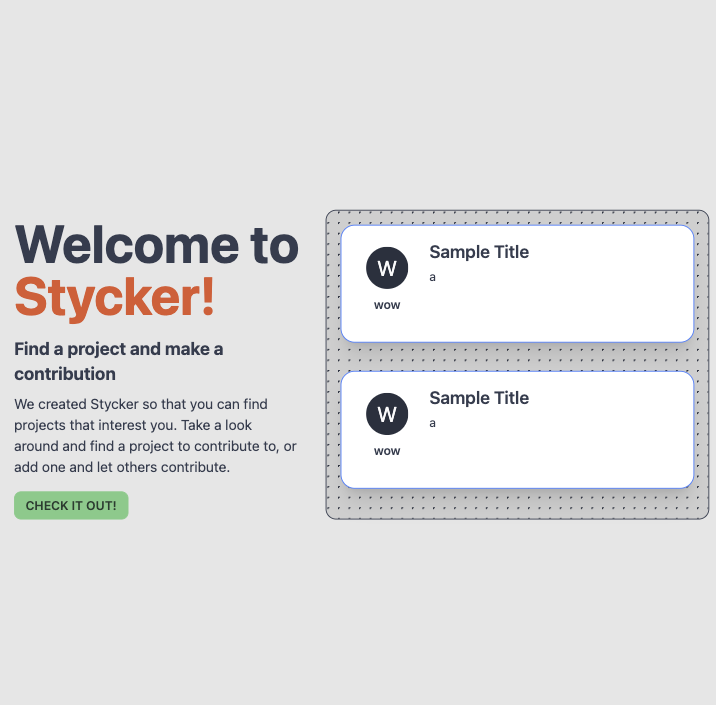 Welcome to
Stycker!
Find a project and make a
contribution
We created Stycker so that you can find
projects that interest you. Take a look
around and find a project to contribute to, or
add one and let others contribute.
CHECK IT OUT!
W
Sample Title
a
wow
W
Sample Title
a
wow